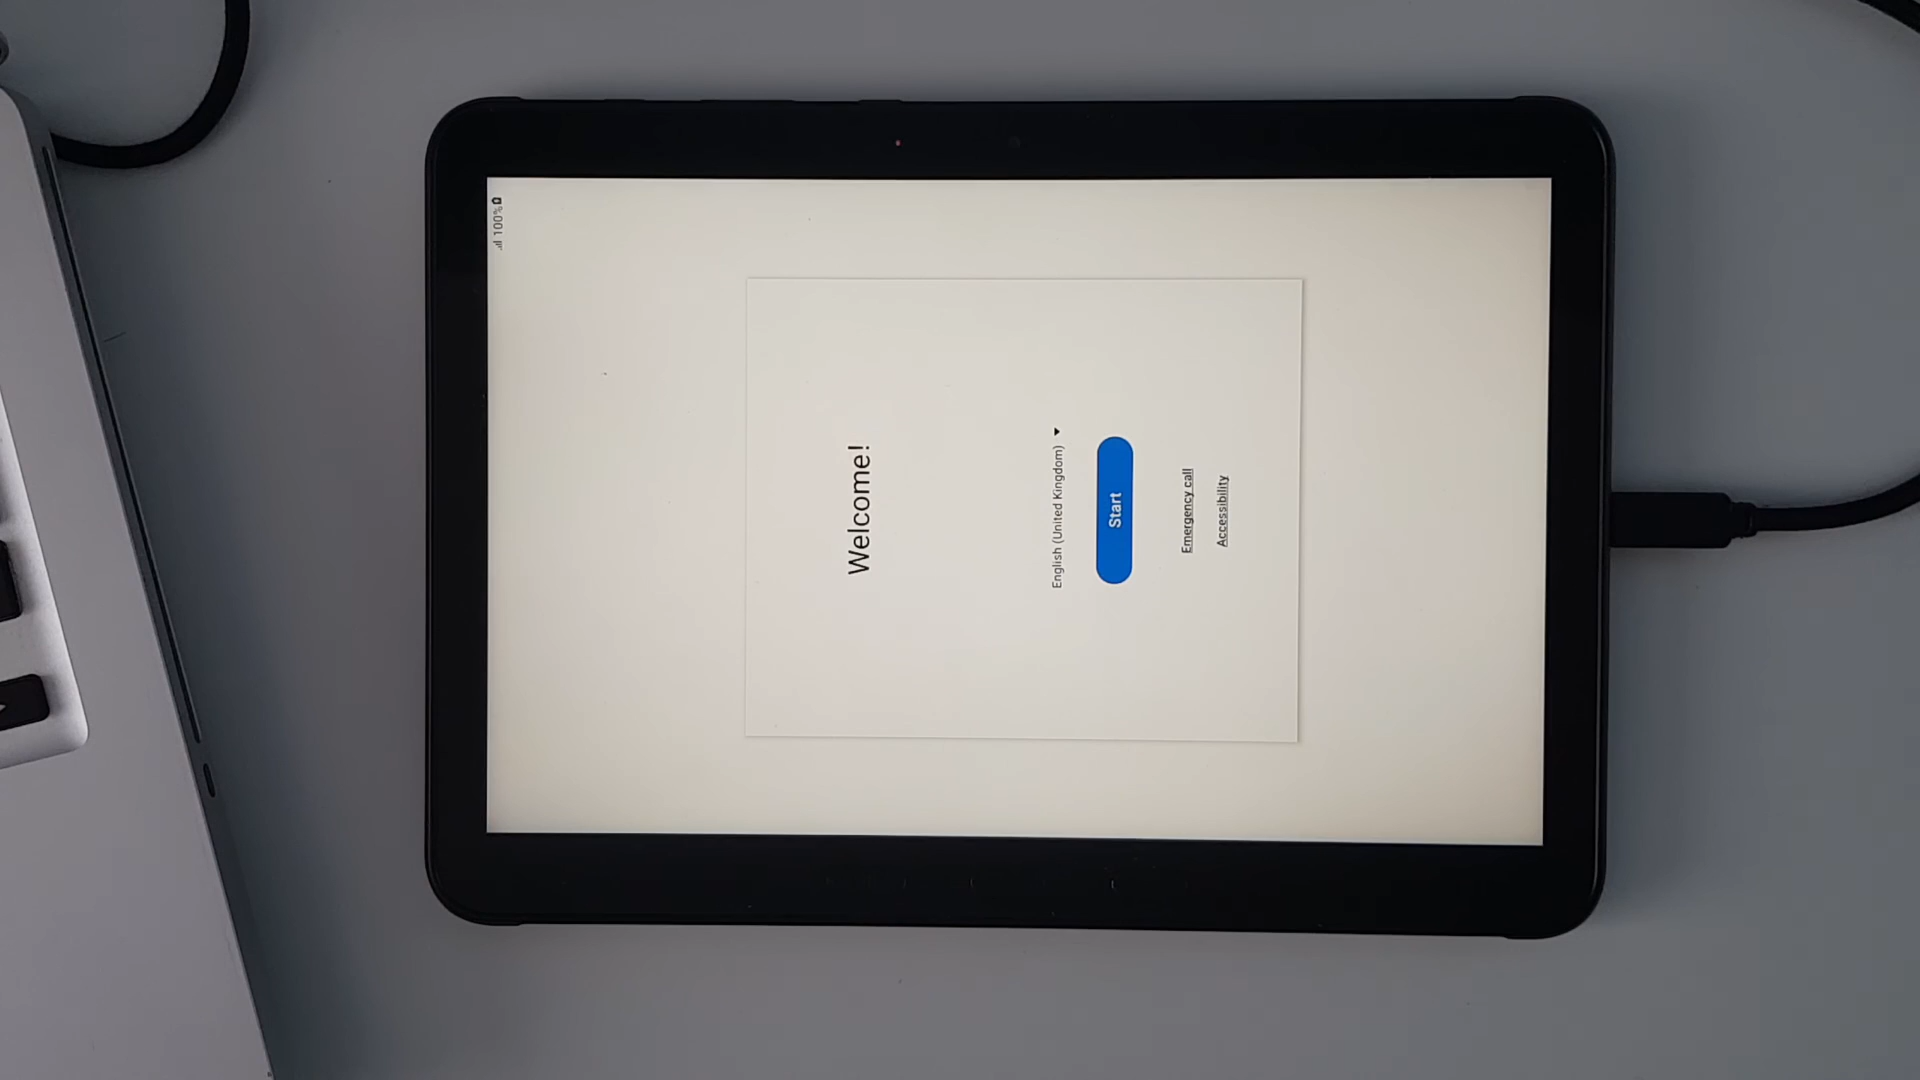 100%
Welcome!
English (United Kingdom)
Start
Emergency call
Accessibility